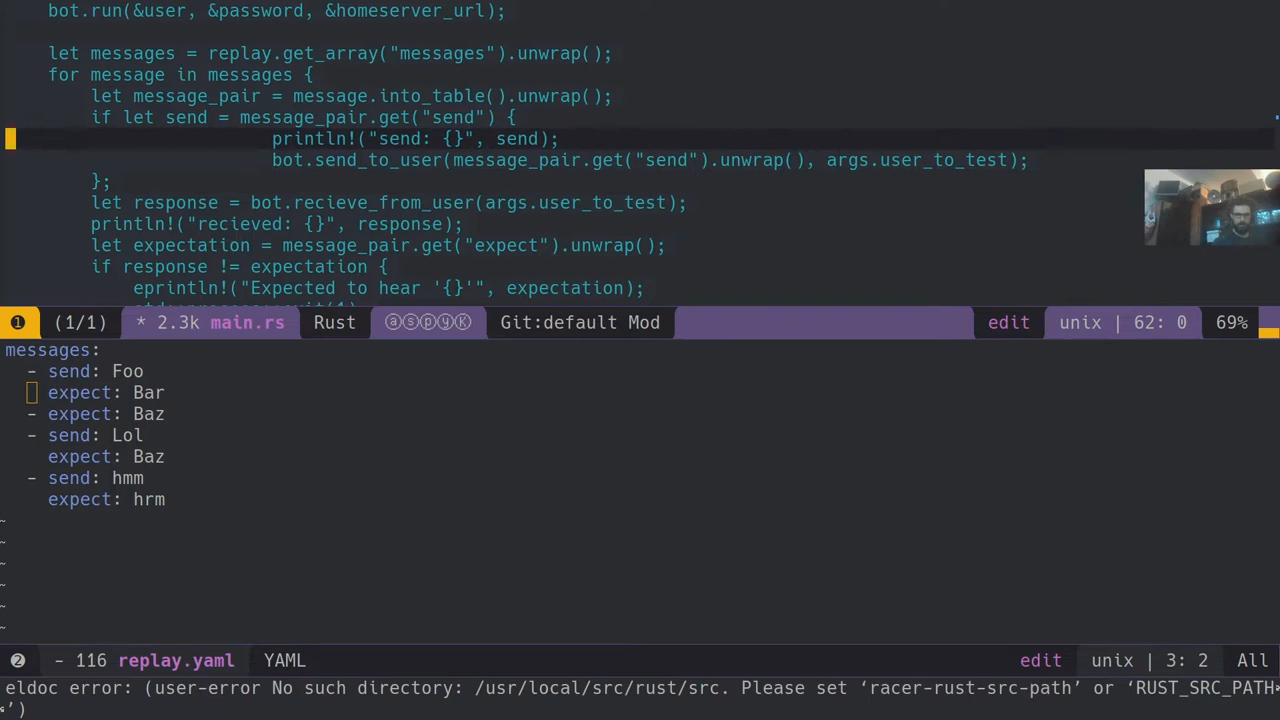 bot.run(&user, &password, &homeserver_url);
    let messages = replay.get_array("messages").unwrap();
    for message in messages {
        let message_pair = message.into_table().unwrap();
        if let send = message_pair.get("send") {
                         println!("send: {}", send);
                         bot.send_to_user(message_pair.get("send").unwrap(), args.user_to_test);
        };
        let response = bot.recieve_from_user(args.user_to_test);
        println!("recieved: {}", response);
        let expectation = message_pair.get("expect").unwrap();
        if response != expectation {
            eprintln!("Expected to hear '{}'", expectation);
❶ (1/1) * 2.3k main.rs Rust ⓐⓢⓟⓨⓀ Git:default Mod edit unix | 62: 0 69%
messages:
  - send: Foo
    expect: Bar
  - expect: Baz
  - send: Lol
    expect: Baz
  - send: hmm
    expect: hrm
~
~
~
~
~
~
❷ - 116 replay.yaml YAML edit unix | 3: 2 All
eldoc error: (user-error No such directory: /usr/local/src/rust/src. Please set ‘racer-rust-src-path’ or ‘RUST_SRC_PATH
’)